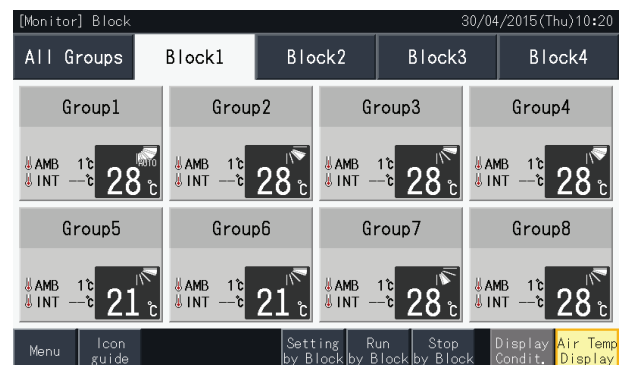 [Monitor] Block 30/04/2015(Thu)10:20
All Groups Block1 Block2 Block3 Block4
Group1 Group2 Group3 Group4
AMB 1℃ AUTO AMB 1℃ AMB 1℃ AMB 1℃
INT --℃ 28℃ INT --℃ 28℃ INT --℃ 28℃ INT --℃ 28℃
Group5 Group6 Group7 Group8
AMB 1℃ AMB 1℃ AMB 1℃ AMB 1℃
INT --℃ 21℃ INT --℃ 21℃ INT --℃ 28℃ INT --℃ 28℃
Menu Icon guide Setting by Block Run by Block Stop by Block Display Condit. Air Temp Display